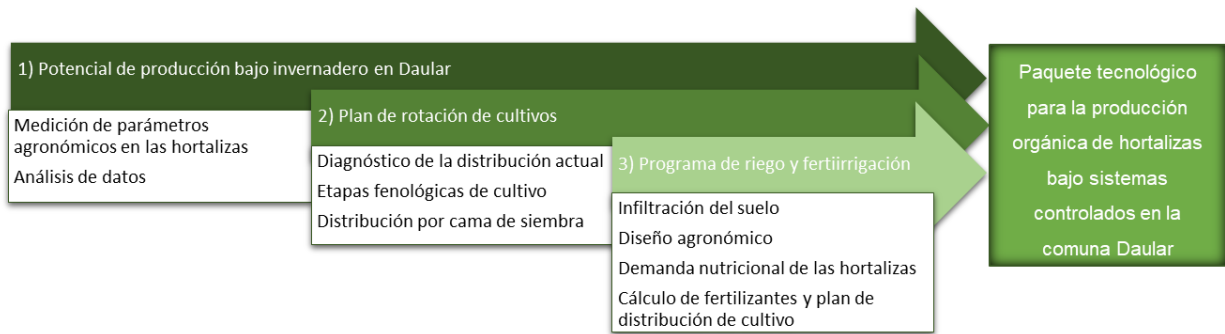 1) Potencial de producción bajo invernadero en Daular
Medición de parámetros
agronómicos en las hortalizas
Análisis de datos
2) Plan de rotación de cultivos
Diagnóstico de la distribución actual
Etapas fenológicas de cultivo
Distribución por cama de siembra
3) Programa de riego y fertiirrigación
Infiltración del suelo
Diseño agronómico
Demanda nutricional de las hortalizas
Cálculo de fertilizantes y plan de
distribución de cultivo
Paquete tecnológico
para la producción
orgánica de hortalizas
bajo sistemas
controlados en la
comuna Daular